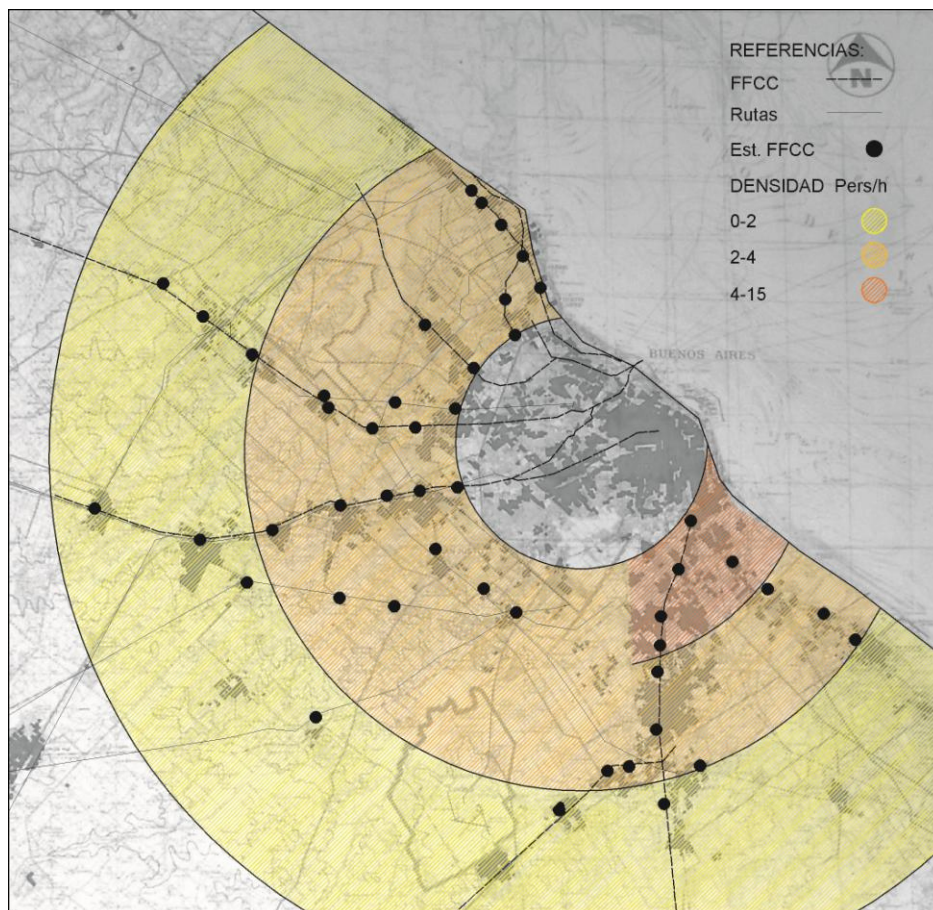 REFERENCIAS:
N
FFCC
Rutas
Est. FFCC
DENSIDAD Pers/h
0-2
2-4
4-15
BUENOS AIRES